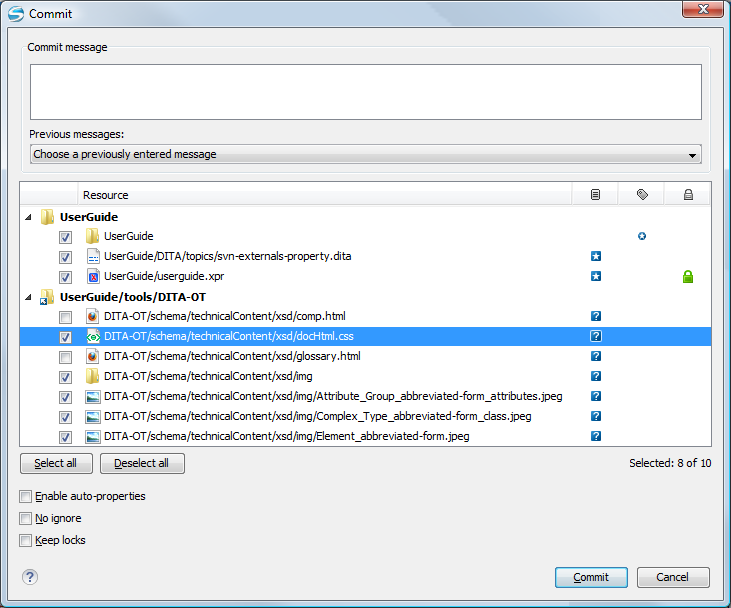 Commit
Commit message
Previous messages:
Choose a previously entered message
Resource
UserGuide
UserGuide
UserGuide/DITA/topics/svn-externals-property.dita
UserGuide/userguide.xpr
UserGuide/tools/DITA-OT
DITA-OT/schema/technicalContent/xsd/comp.html
DITA-OT/schema/technicalContent/xsd/docHtml.css
DITA-OT/schema/technicalContent/xsd/glossary.html
DITA-OT/schema/technicalContent/xsd/img
DITA-OT/schema/technicalContent/xsd/img/Attribute_Group_abbreviated-form_attributes.jpeg
DITA-OT/schema/technicalContent/xsd/img/Complex_Type_abbreviated-form_class.jpeg
DITA-OT/schema/technicalContent/xsd/img/Element_abbreviated-form.jpeg
Select all Deselect all Selected: 8 of 10
Enable auto-properties
No ignore
Keep locks
? Commit Cancel